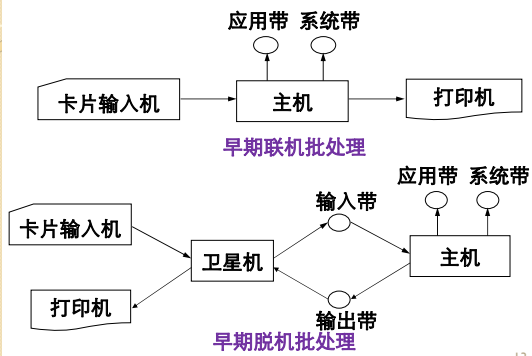 应用带 系统带
卡片输入机
主机
打印机
早期联机批处理
应用带 系统带
输入带
卡片输入机
卫星机
主机
打印机
输出带
早期脱机批处理